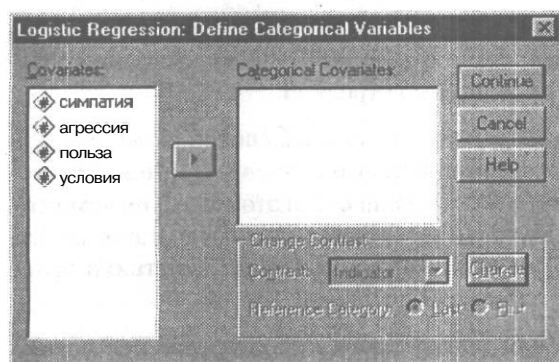 Logistic Regression: Define Categorical Variables
Covariates: Categorical Covariates:
симпатия
агрессия
польза
условия
Continue
Cancel
Help
Change Contrast
Contrast: Indicator Change
Reference Category: Last First